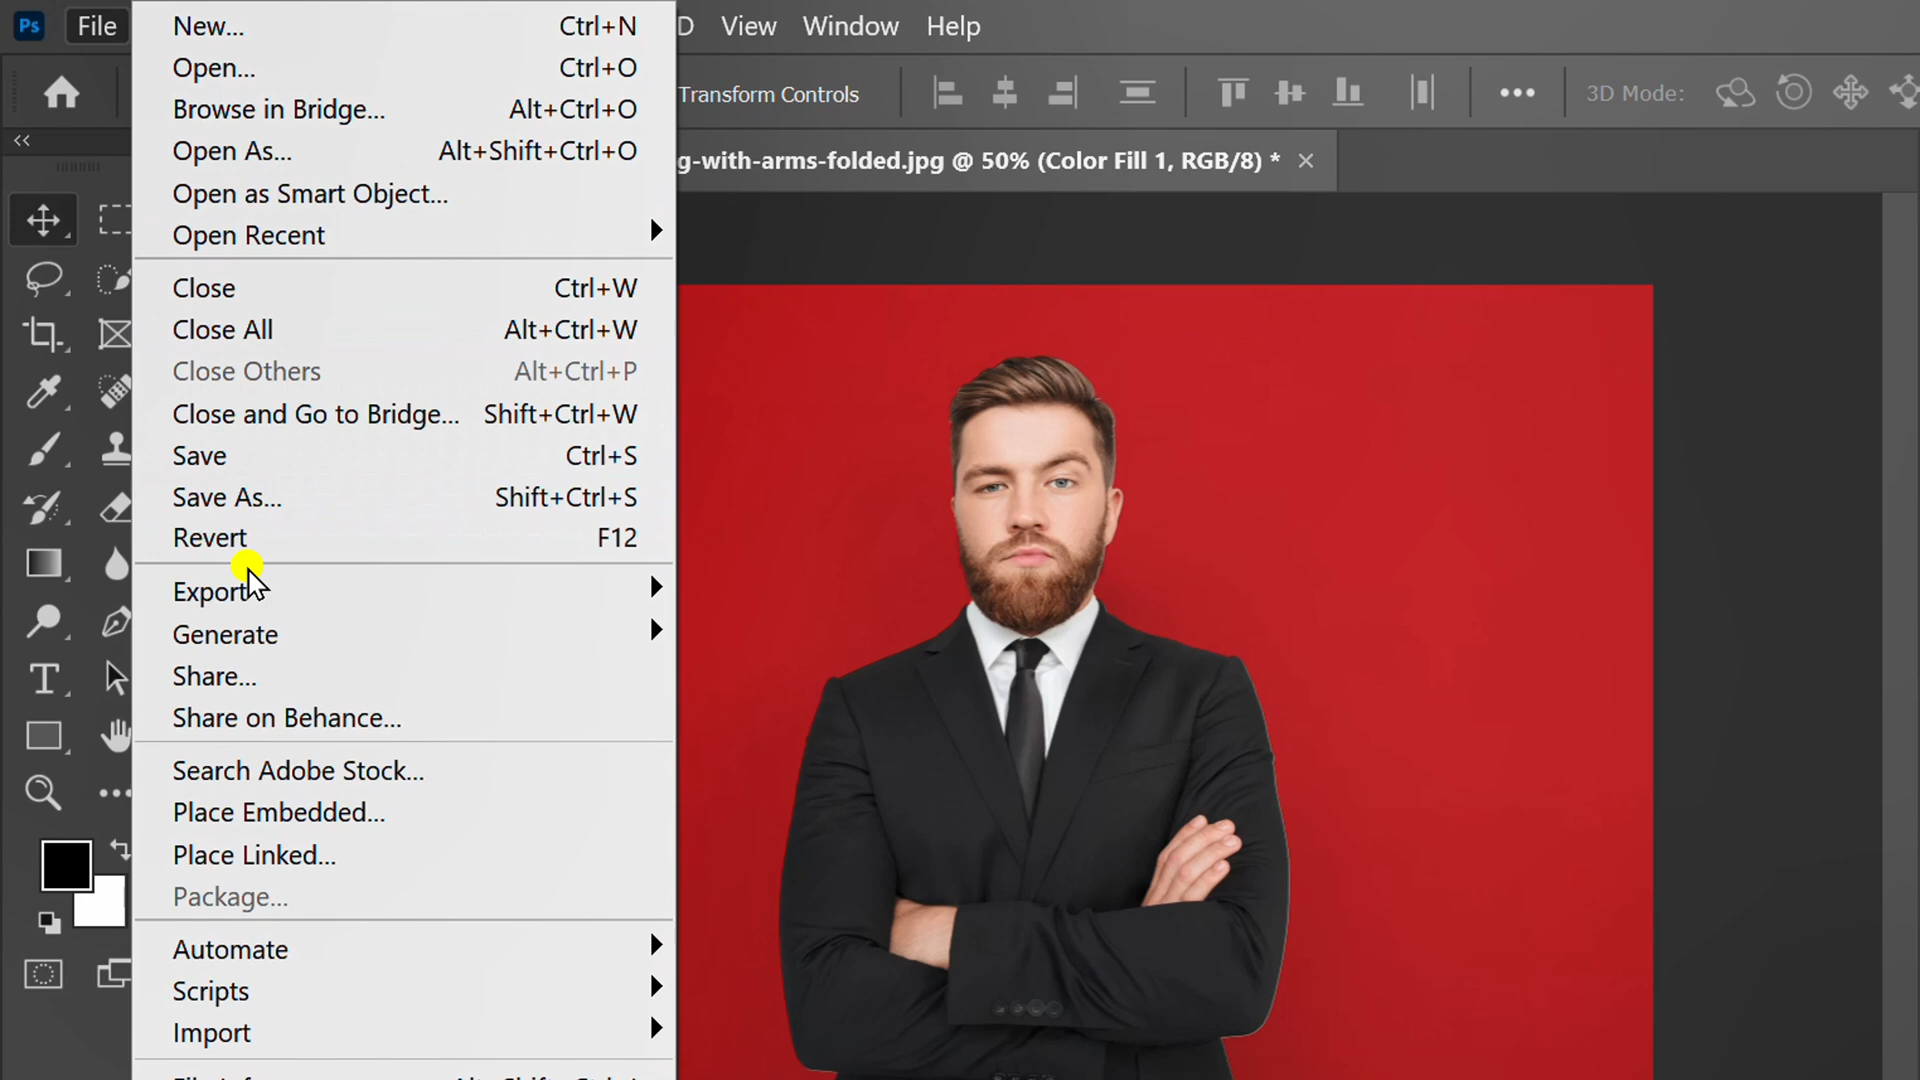 Ps File D View Window Help
New... Ctrl+N
Open... Ctrl+O
Browse in Bridge... Alt+Ctrl+O
Open As... Alt+Shift+Ctrl+O
Open as Smart Object...
Open Recent
Close Ctrl+W
Close All Alt+Ctrl+W
Close Others Alt+Ctrl+P
Close and Go to Bridge... Shift+Ctrl+W
Save Ctrl+S
Save As... Shift+Ctrl+S
Revert F12
Export
Generate
Share...
Share on Behance...
Search Adobe Stock...
Place Embedded...
Place Linked...
Package...
Automate
Scripts
Import
Transform Controls
3D Mode:
g-with-arms-folded.jpg @ 50% (Color Fill 1, RGB/8) *